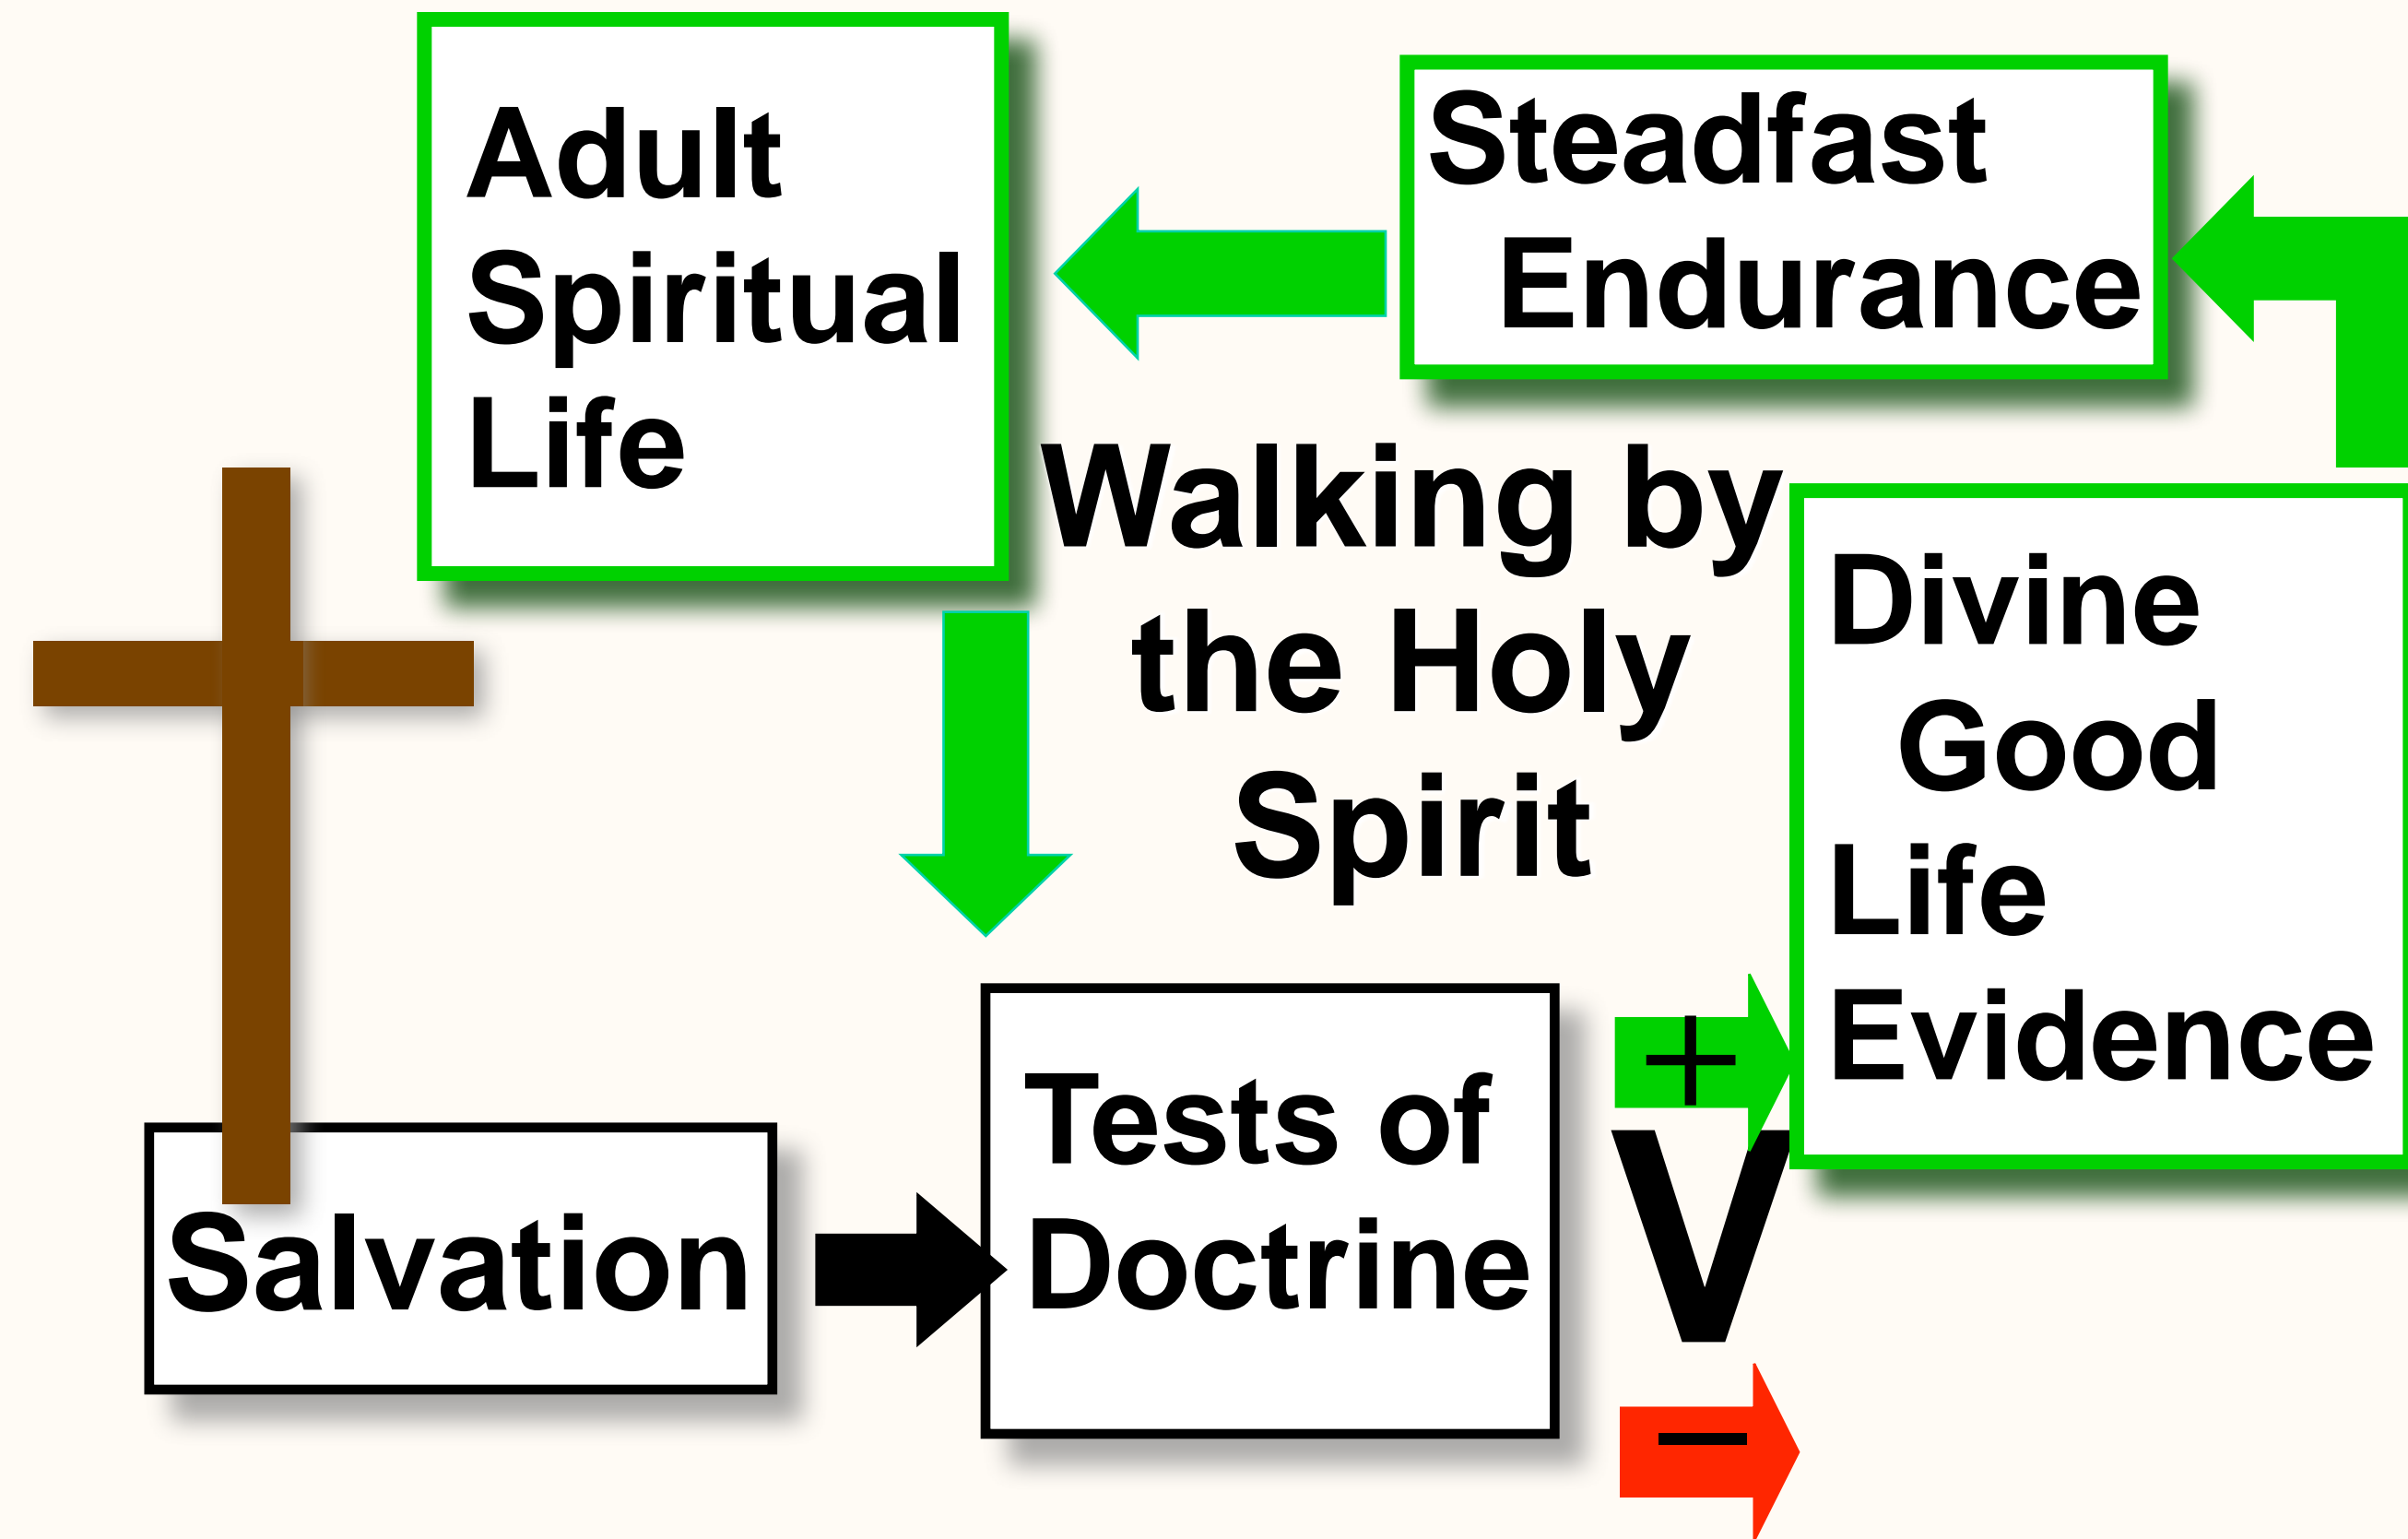 Adult
Spiritual
Life
Steadfast
Endurance
Walking by
the Holy
Spirit
Divine
Good
Life
Evidence
Salvation
Tests of
Doctrine
+
V
–